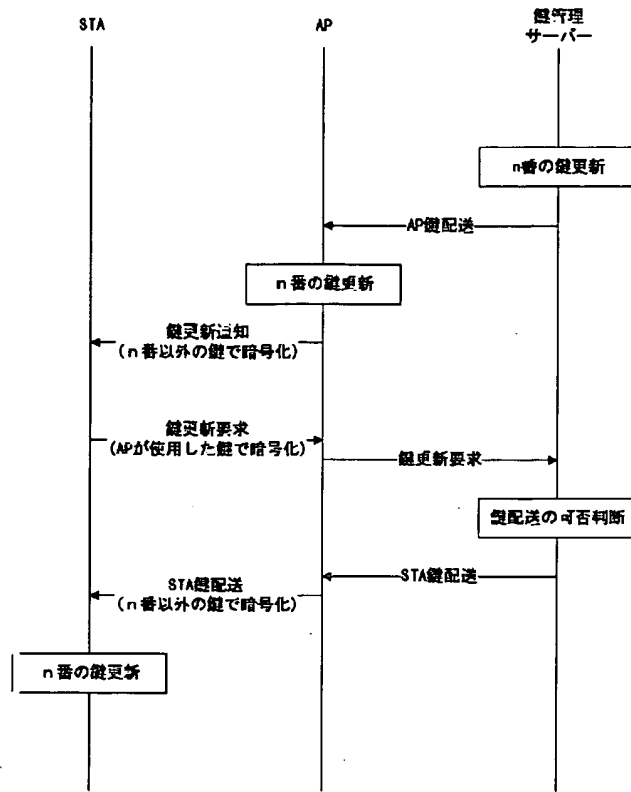 STA
AP
鍵管理
サーバー
n番の鍵更新
AP鍵配送
n番の鍵更新
鍵更新通知
(n番以外の鍵で暗号化)
鍵更新要求
(APが使用した鍵で暗号化)
鍵更新要求
鍵配送の可否判断
STA鍵配送
STA鍵配送
(n番以外の鍵で暗号化)
n番の鍵更新